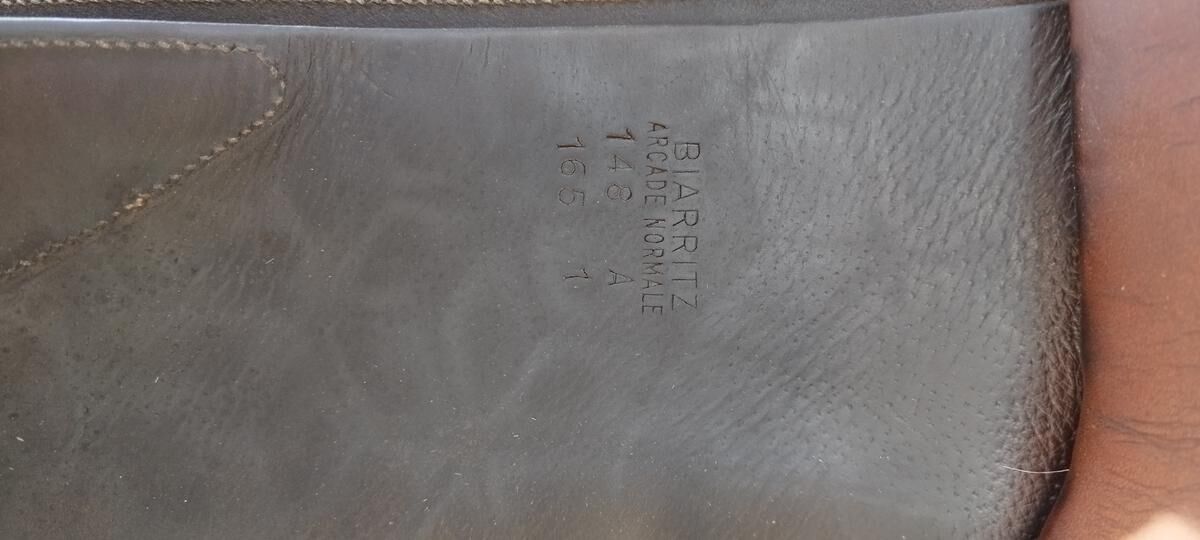 BIARRITZ
ARCADE NORMALE
148 A
165 1